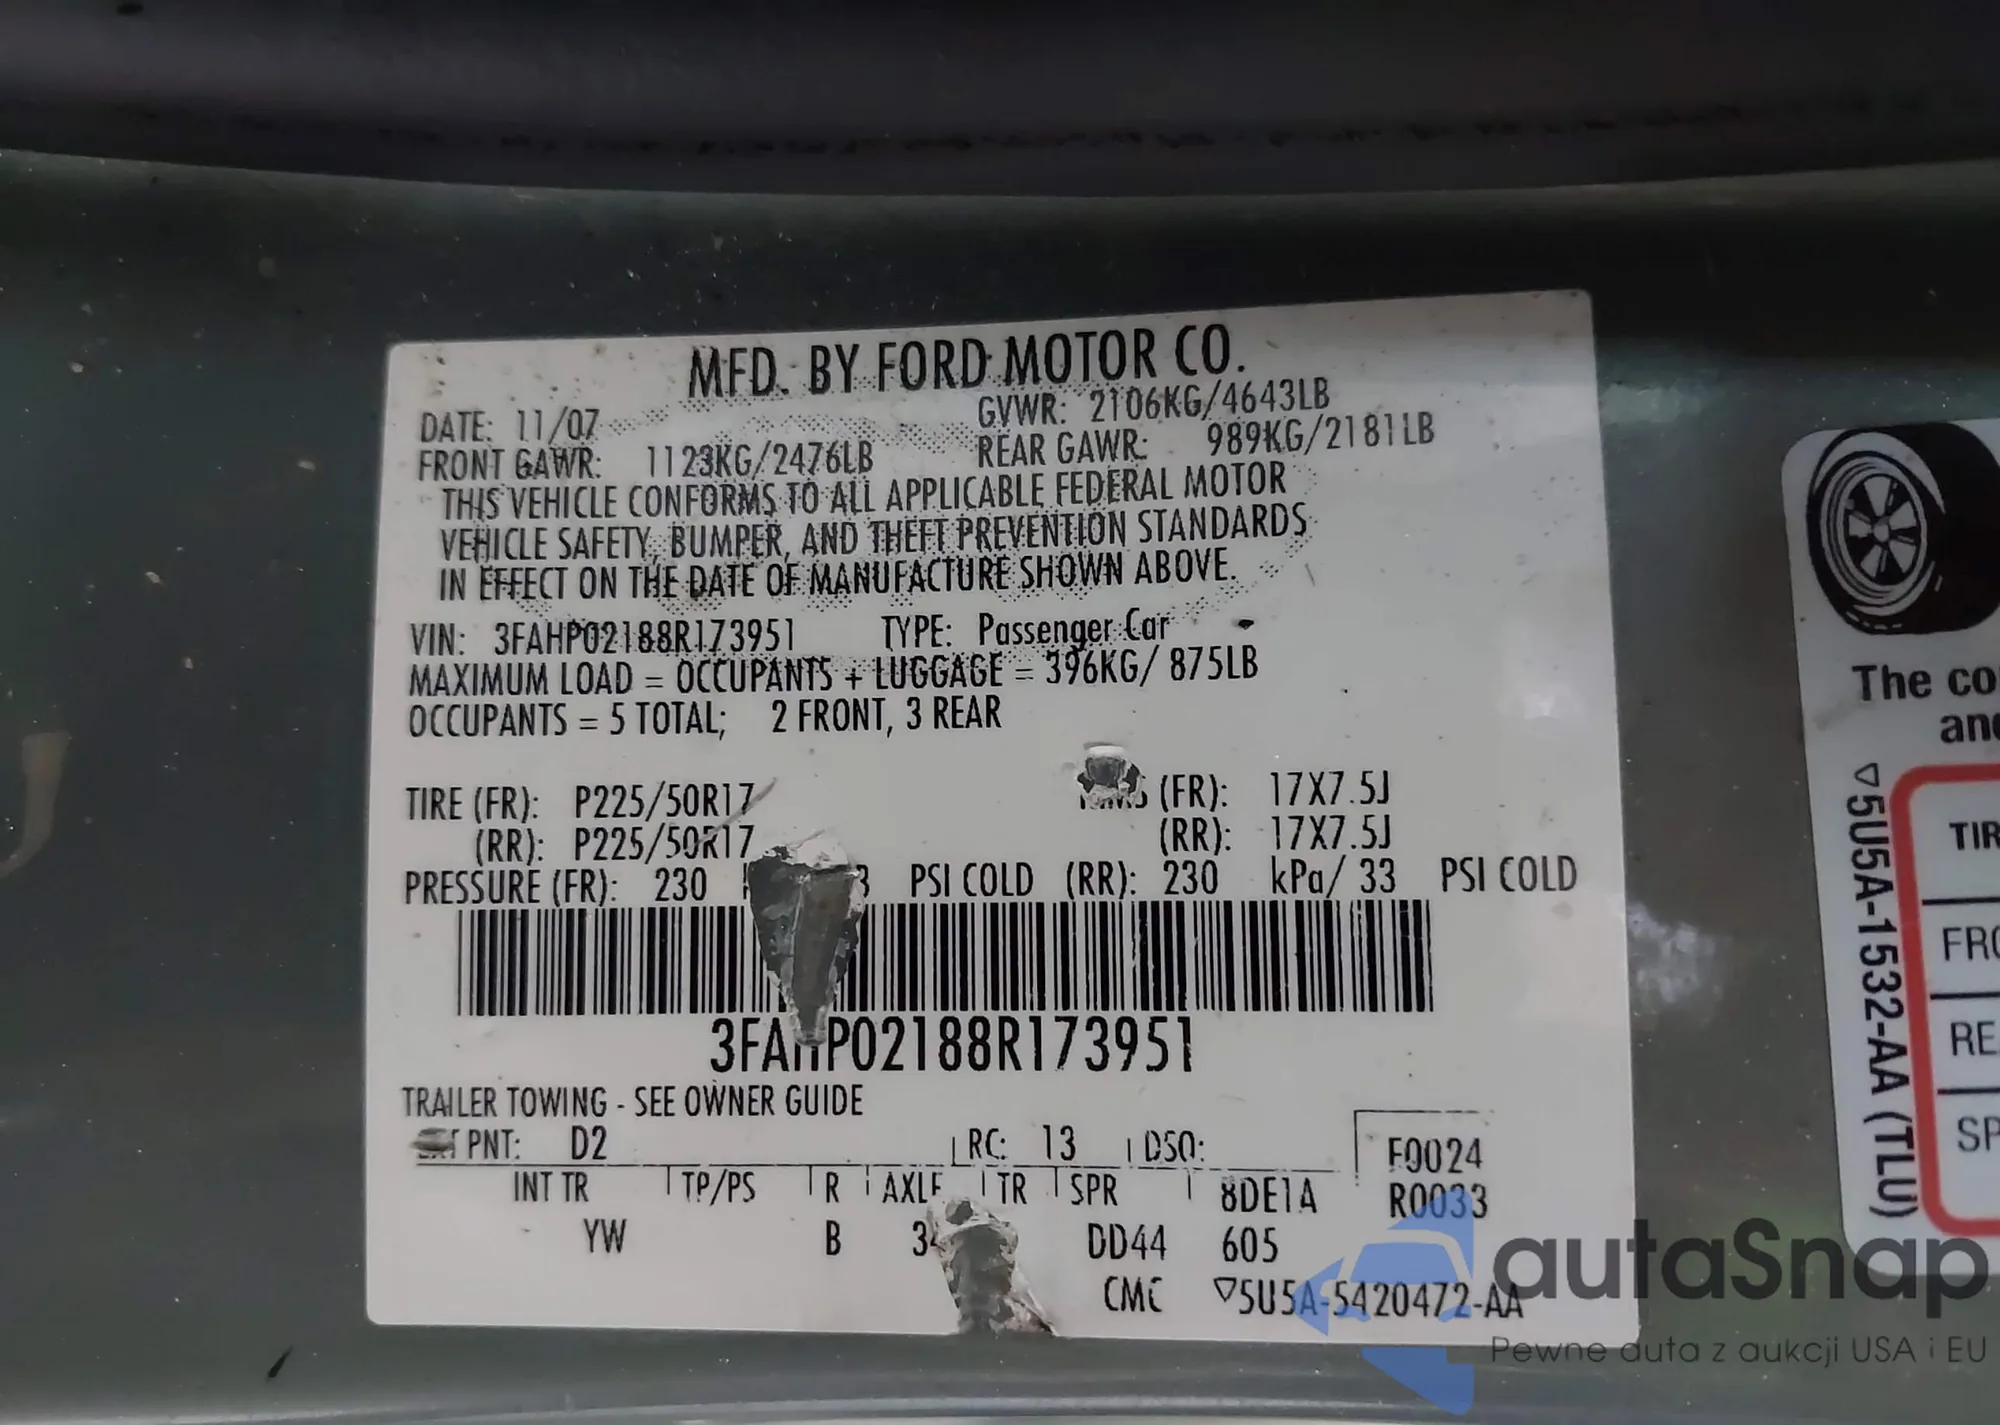 MFD. BY FORD MOTOR CO.
DATE: 11/07 GVWR: 2106KG/4643LB
FRONT GAWR: 1123KG/2476LB REAR GAWR: 989KG/2181LB
THIS VEHICLE CONFORMS TO ALL APPLICABLE FEDERAL MOTOR
VEHICLE SAFETY, BUMPER, AND THEFT PREVENTION STANDARDS
IN EFFECT ON THE DATE OF MANUFACTURE SHOWN ABOVE.
VIN: 3FAHP02188R173951 TYPE: Passenger Car
MAXIMUM LOAD = OCCUPANTS + LUGGAGE = 396KG/ 875LB
OCCUPANTS = 5 TOTAL; 2 FRONT, 3 REAR
TIRE (FR): P225/50R17 (FR): 17X7.5J
(RR): P225/50R17 (RR): 17X7.5J
PRESSURE (FR): 230 PSI COLD (RR): 230 kPa/ 33 PSI COLD
3FAHP02188R173951
TRAILER TOWING - SEE OWNER GUIDE
PNT: D2 RC: 13 DSO: F0024
INT TR TP/PS R AXLE TR SPR 8DE1A R0033
YW B DD44 605
CMC ▽5U5A-5420472-AA
The
▽5U5A-1532-AA (TLU)
autaSnap
Pewne auta z aukcji USA i EU